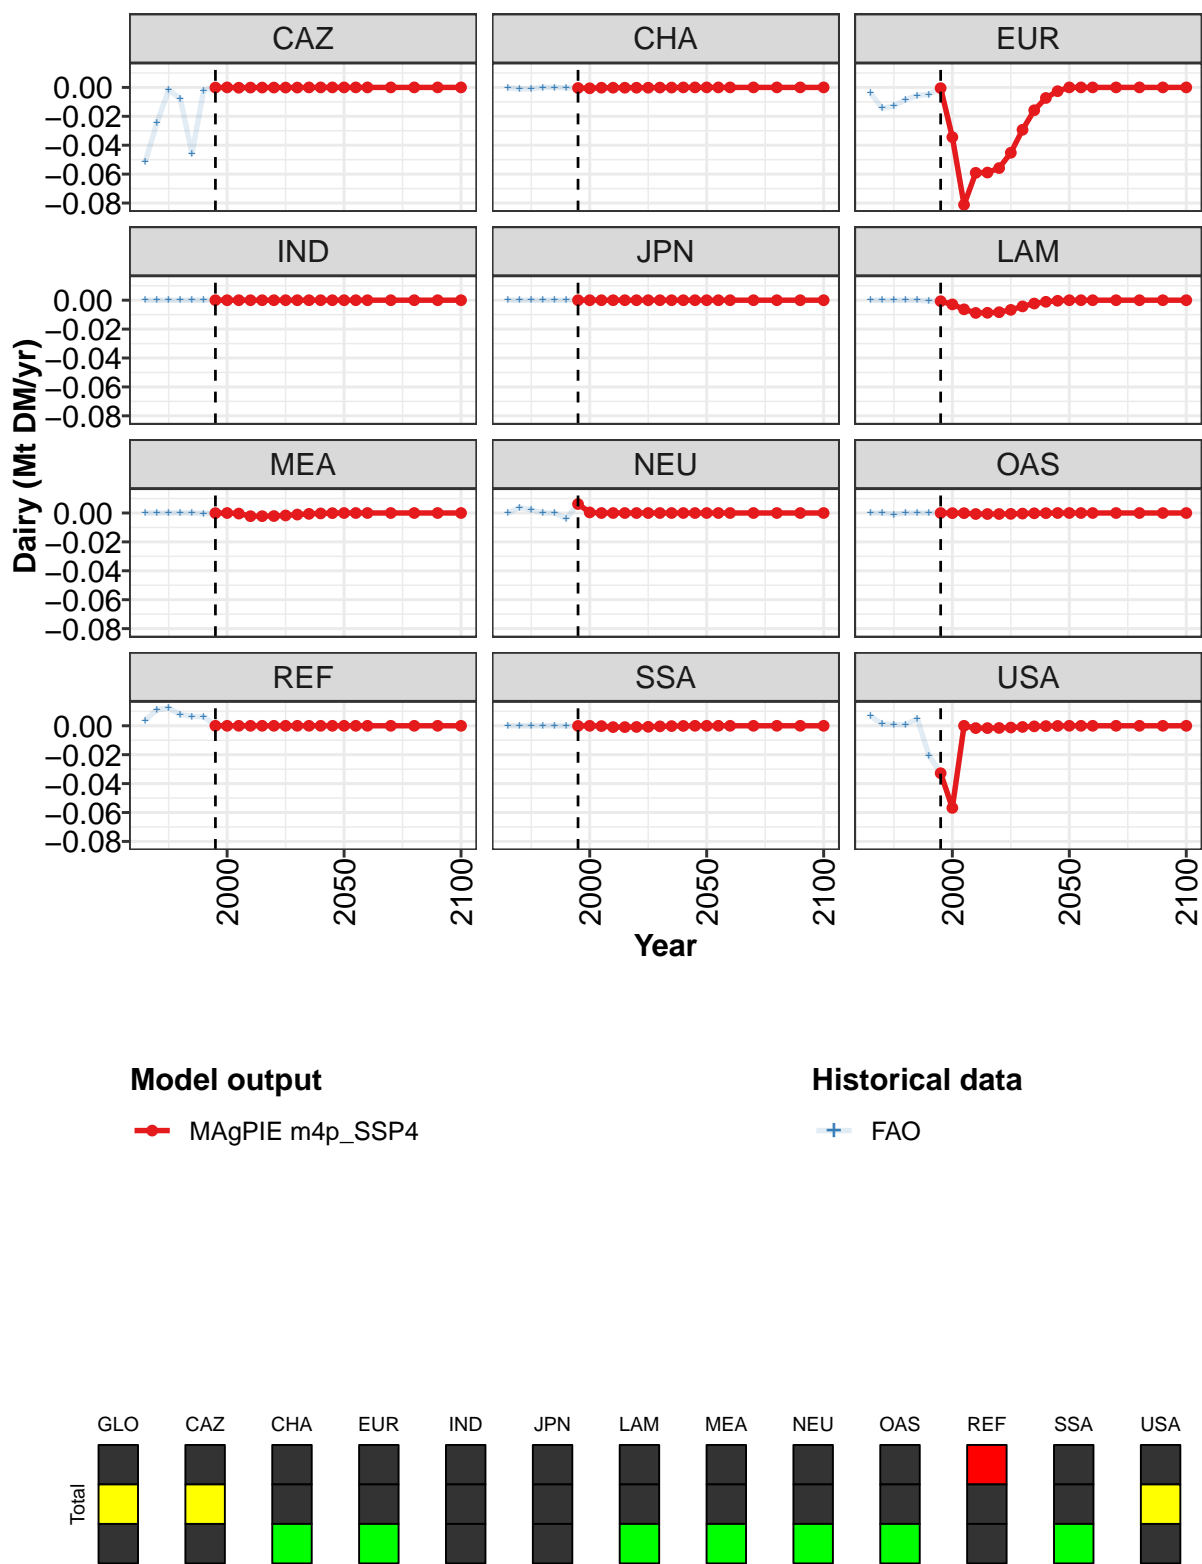 CAZ CHA EUR
0.00
−0.02
−0.04
−0.06
−0.08
IND JPN LAM
0.00
−0.02
−0.04
−0.06
−0.08
MEA NEU OAS
0.00
−0.02
−0.04
−0.06
−0.08
REF SSA USA
0.00
−0.02
−0.04
−0.06
−0.08
Dairy (Mt DM/yr)
2000 2050 2100 2000 2050 2100 2000 2050 2100
Year
Model output Historical data
MAgPIE m4p_SSP4 FAO
GLO CAZ CHA EUR IND JPN LAM MEA NEU OAS REF SSA USA
Total